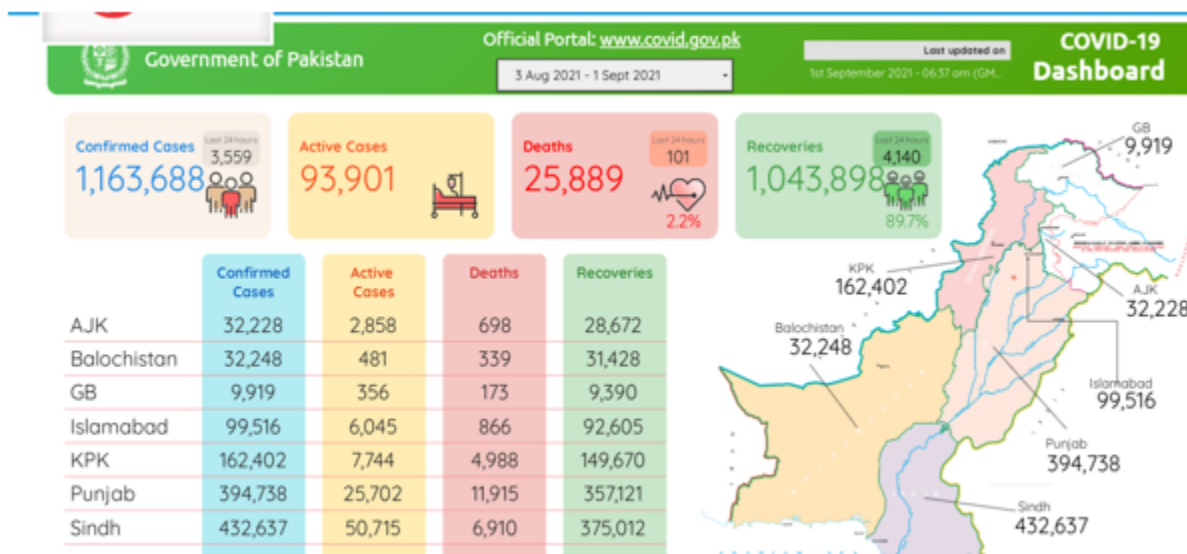 Government of Pakistan
Official Portal: www.covid.gov.pk
3 Aug 2021 - 1 Sept 2021
Last updated on
1st September 2021 - 06:37 am (GM...
COVID-19
Dashboard
Confirmed Cases
Last 24 hours
3,559
1,163,688
Active Cases
93,901
Deaths
Last 24 hours
101
25,889
2.2%
Recoveries
Last 24 hours
4,140
1,043,898
89.7%
Confirmed Cases Active Cases Deaths Recoveries
AJK 32,228 2,858 698 28,672
Balochistan 32,248 481 339 31,428
GB 9,919 356 173 9,390
Islamabad 99,516 6,045 866 92,605
KPK 162,402 7,744 4,988 149,670
Punjab 394,738 25,702 11,915 357,121
Sindh 432,637 50,715 6,910 375,012
GB
9,919
KPK
162,402
AJK
32,228
Balochistan
32,248
Islamabad
99,516
Punjab
394,738
Sindh
432,637